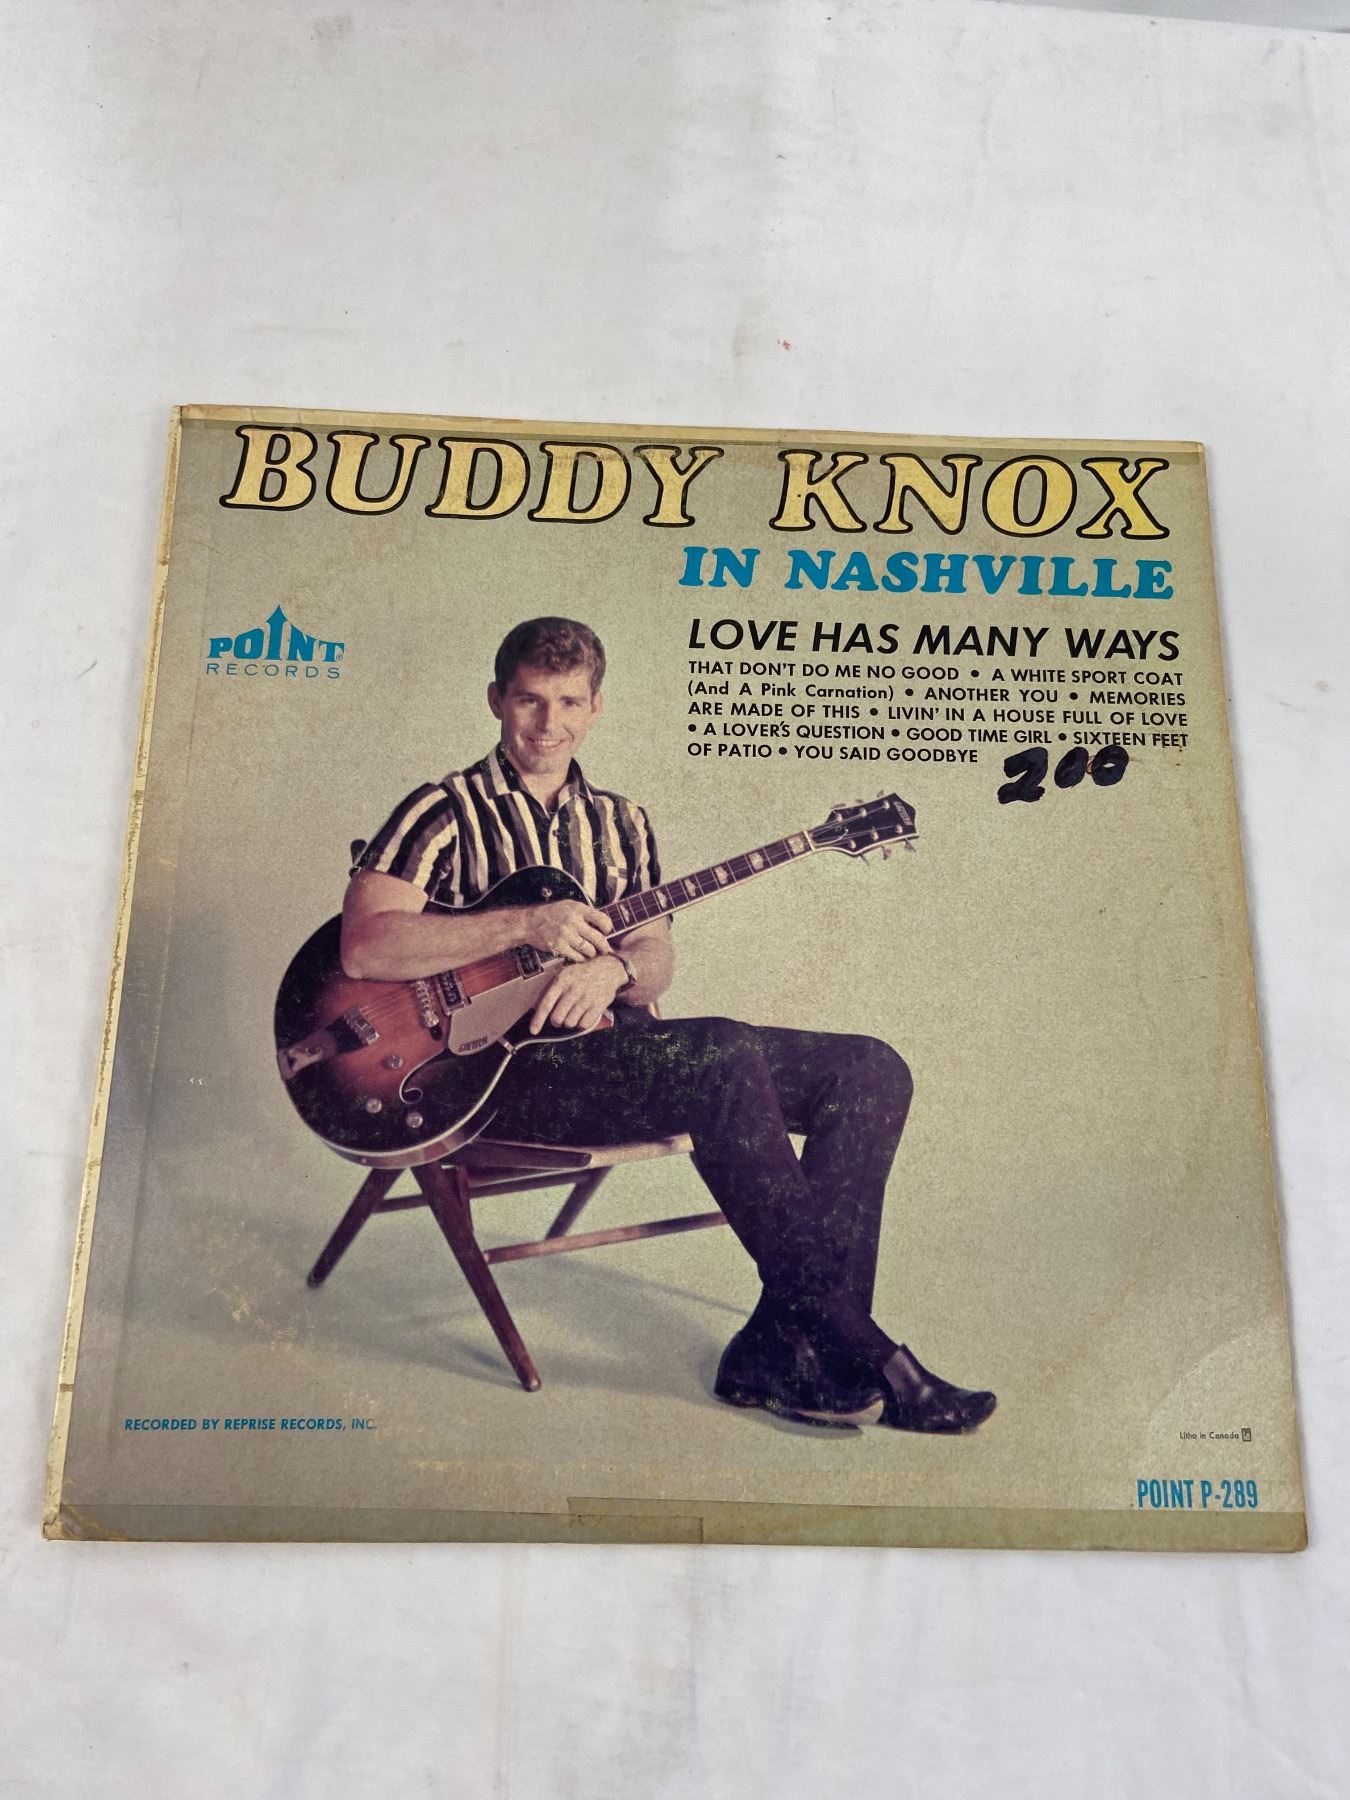 BUDDY KNOX
IN NASHVILLE
POINT
RECORDS
LOVE HAS MANY WAYS
THAT DON'T DO ME NO GOOD • A WHITE SPORT COAT
(And A Pink Carnation) • ANOTHER YOU • MEMORIES
ARE MADE OF THIS • LIVIN' IN A HOUSE FULL OF LOVE
• A LOVER'S QUESTION • GOOD TIME GIRL • SIXTEEN FEET
OF PATIO • YOU SAID GOODBYE
200
GRETSCH
RECORDED BY REPRISE RECORDS, INC.
Litho in Canada
POINT P-289